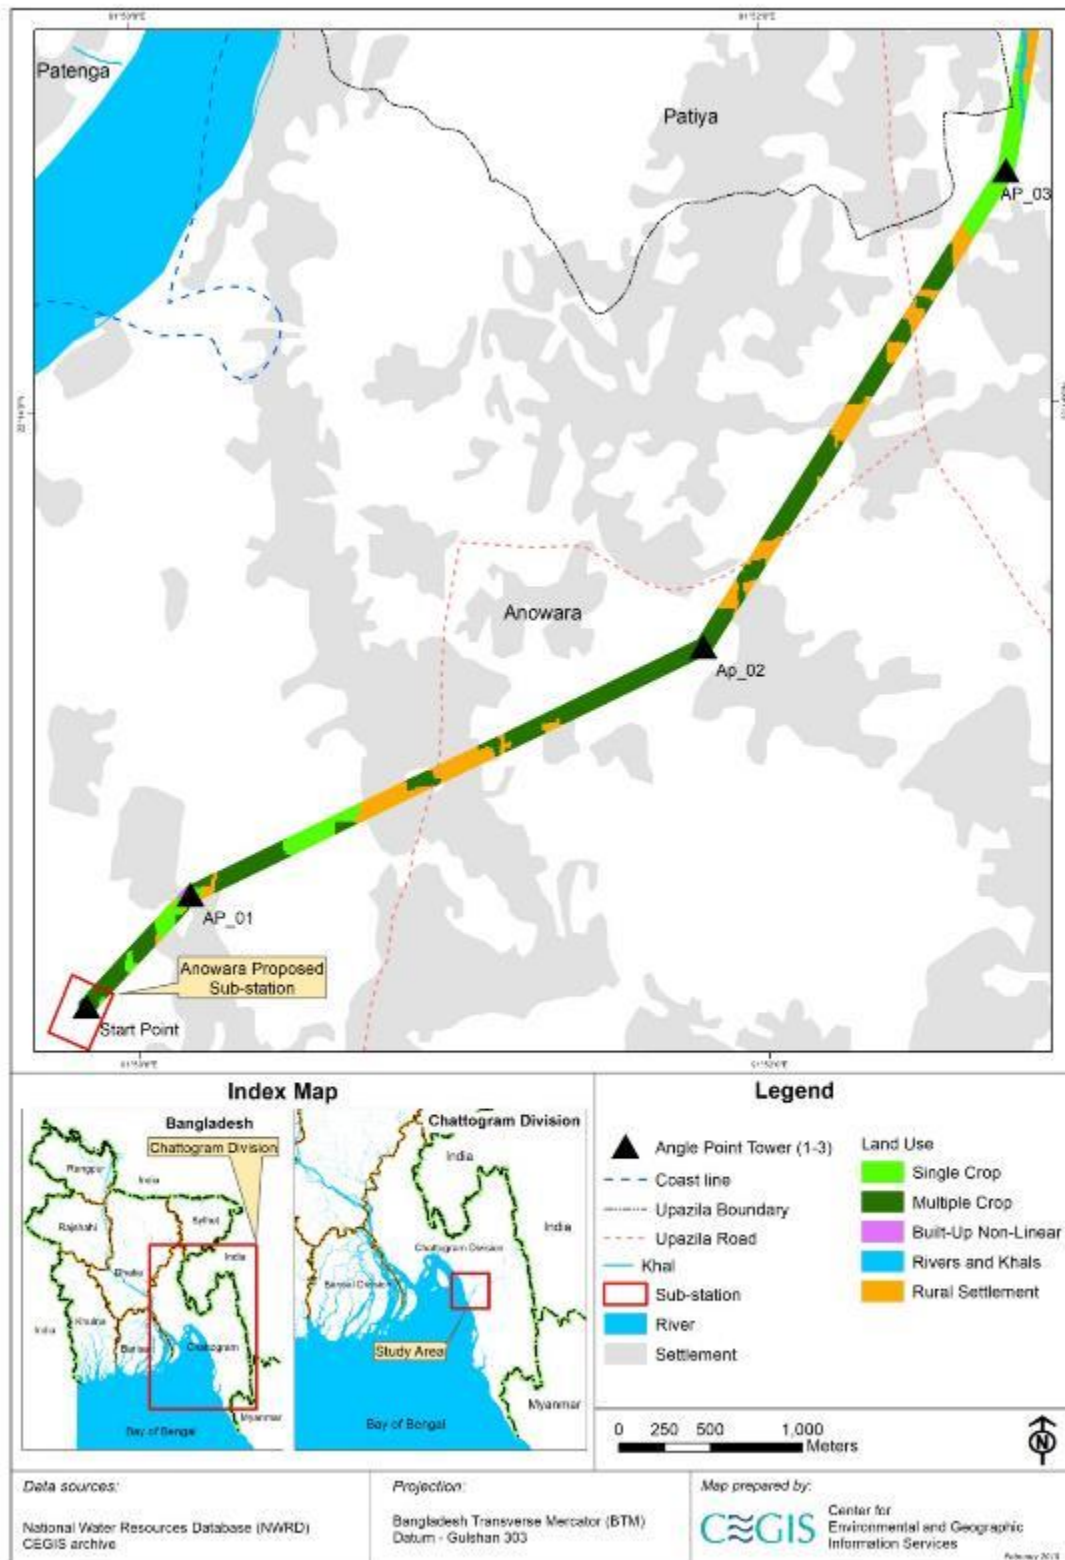 Patenga
Patiya
AP_03
Anowara
Ap_02
AP_01
Anowara Proposed
Sub-station
Start Point
Index Map
Bangladesh
Chattogram Division
Rangpur
India
Rajshahi
Sylhet
India
Dhaka
India
Khulna
Barisal
Chattogram
Myanmar
Bay of Bengal
Chattogram Division
India
India
Chattogram Division
Barisal Division
Study Area
Myanmar
Bay of Bengal
Legend
Angle Point Tower (1-3)
Coast line
Upazila Boundary
Upazila Road
Khal
Sub-station
River
Settlement
Land Use
Single Crop
Multiple Crop
Built-Up Non-Linear
Rivers and Khals
Rural Settlement
0 250 500 1,000
Meters
N
Data sources:
National Water Resources Database (NWRD)
CEGIS archive
Projection:
Bangladesh Transverse Mercator (BTM)
Datum - Gulshan 303
Map prepared by:
CEGIS
Center for
Environmental and Geographic
Information Services